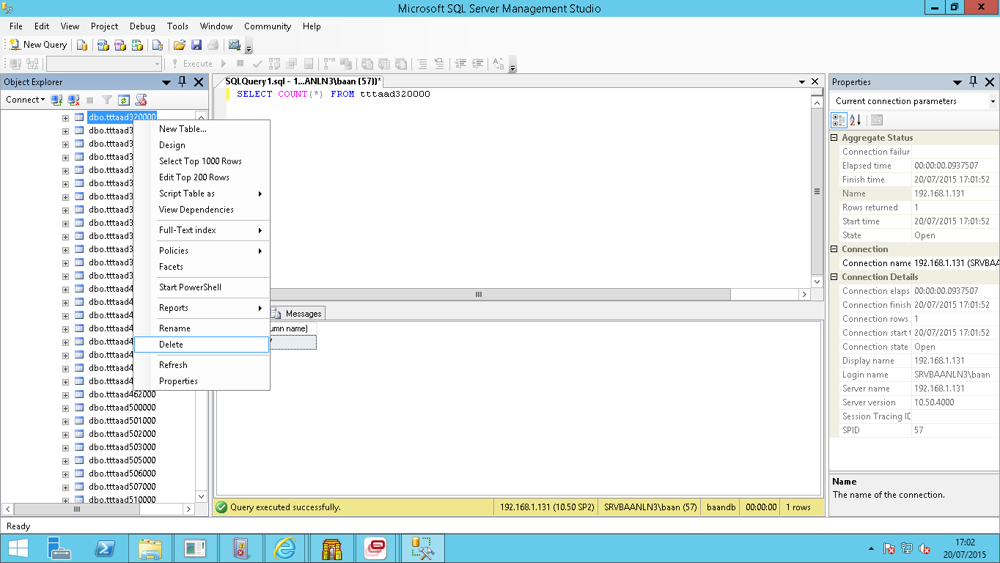 Microsoft SQL Server Management Studio
File Edit View Project Debug Tools Window Community Help
New Query
Execute
Object Explorer
Connect
dbo.tttaad320000
dbo.tttaad3
dbo.tttaad3
dbo.tttaad3
dbo.tttaad3
dbo.tttaad3
dbo.tttaad3
dbo.tttaad3
dbo.tttaad3
dbo.tttaad3
dbo.tttaad3
dbo.tttaad3
dbo.tttaad3
dbo.tttaad4
dbo.tttaad4
dbo.tttaad4
dbo.tttaad4
dbo.tttaad4
dbo.tttaad4
dbo.tttaad4
dbo.tttaad4
dbo.tttaad462000
dbo.tttaad500000
dbo.tttaad501000
dbo.tttaad502000
dbo.tttaad503000
dbo.tttaad505000
dbo.tttaad506000
dbo.tttaad507000
dbo.tttaad510000
New Table...
Design
Select Top 1000 Rows
Edit Top 200 Rows
Script Table as
View Dependencies
Full-Text index
Policies
Facets
Start PowerShell
Reports
Rename
Delete
Refresh
Properties
SQLQuery1.sql - 1...ANLN3\baan (57))*
SELECT COUNT(*) FROM tttaad320000
Messages
umn name)
7
Query executed successfully.
192.168.1.131 (10.50 SP2) SRVBAANLN3\baan (57) baandb 00:00:00 1 rows
Properties
Current connection parameters
Aggregate Status
Connection failur
Elapsed time 00:00:00.0937507
Finish time 20/07/2015 17:01:52
Name 192.168.1.131
Rows returned 1
Start time 20/07/2015 17:01:52
State Open
Connection
Connection name 192.168.1.131 (SRVBA
Connection Details
Connection elaps 00:00:00.0937507
Connection finish 20/07/2015 17:01:52
Connection rows 1
Connection start t 20/07/2015 17:01:52
Connection state Open
Display name 192.168.1.131
Login name SRVBAANLN3\baan
Server name 192.168.1.131
Server version 10.50.4000
Session Tracing ID
SPID 57
Name
The name of the connection.
Ready
17:02
20/07/2015